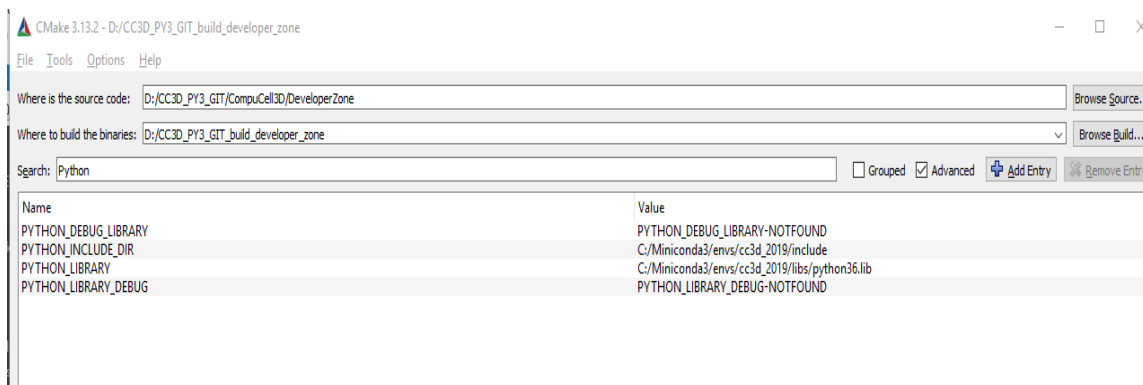 CMake 3.13.2 - D:/CC3D_PY3_GIT_build_developer_zone
File Tools Options Help
Where is the source code: D:/CC3D_PY3_GIT/CompuCell3D/DeveloperZone Browse Source.
Where to build the binaries: D:/CC3D_PY3_GIT_build_developer_zone Browse Build...
Search: Python Grouped Advanced Add Entry Remove Entr
Name Value
PYTHON_DEBUG_LIBRARY PYTHON_DEBUG_LIBRARY-NOTFOUND
PYTHON_INCLUDE_DIR C:/Miniconda3/envs/cc3d_2019/include
PYTHON_LIBRARY C:/Miniconda3/envs/cc3d_2019/libs/python36.lib
PYTHON_LIBRARY_DEBUG PYTHON_LIBRARY_DEBUG-NOTFOUND